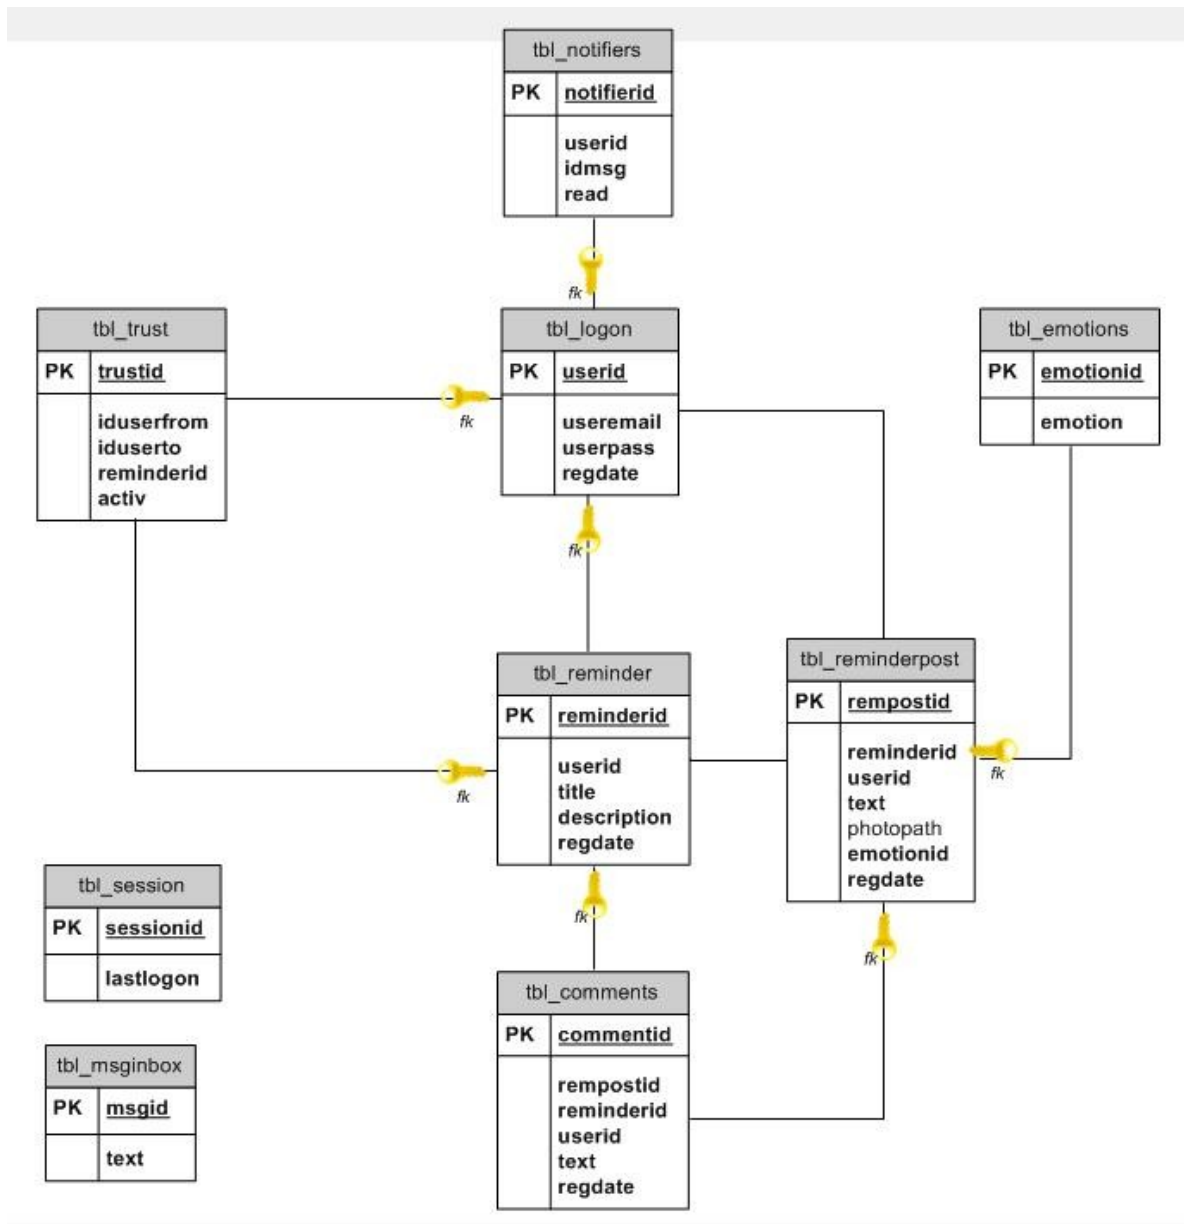 tbl_notifiers
PK notifierid
userid
idmsg
read
fk
tbl_trust
PK trustid
iduserfrom
iduserto
reminderid
activ
fk
tbl_logon
PK userid
useremail
userpass
regdate
fk
tbl_emotions
PK emotionid
emotion
tbl_reminder
PK reminderid
userid
title
description
regdate
fk
tbl_reminderpost
PK rempostid
reminderid
userid
text
photopath
emotionid
regdate
fk
tbl_session
PK sessionid
lastlogon
fk
fk
tbl_comments
PK commentid
rempostid
reminderid
userid
text
regdate
tbl_msginbox
PK msgid
text